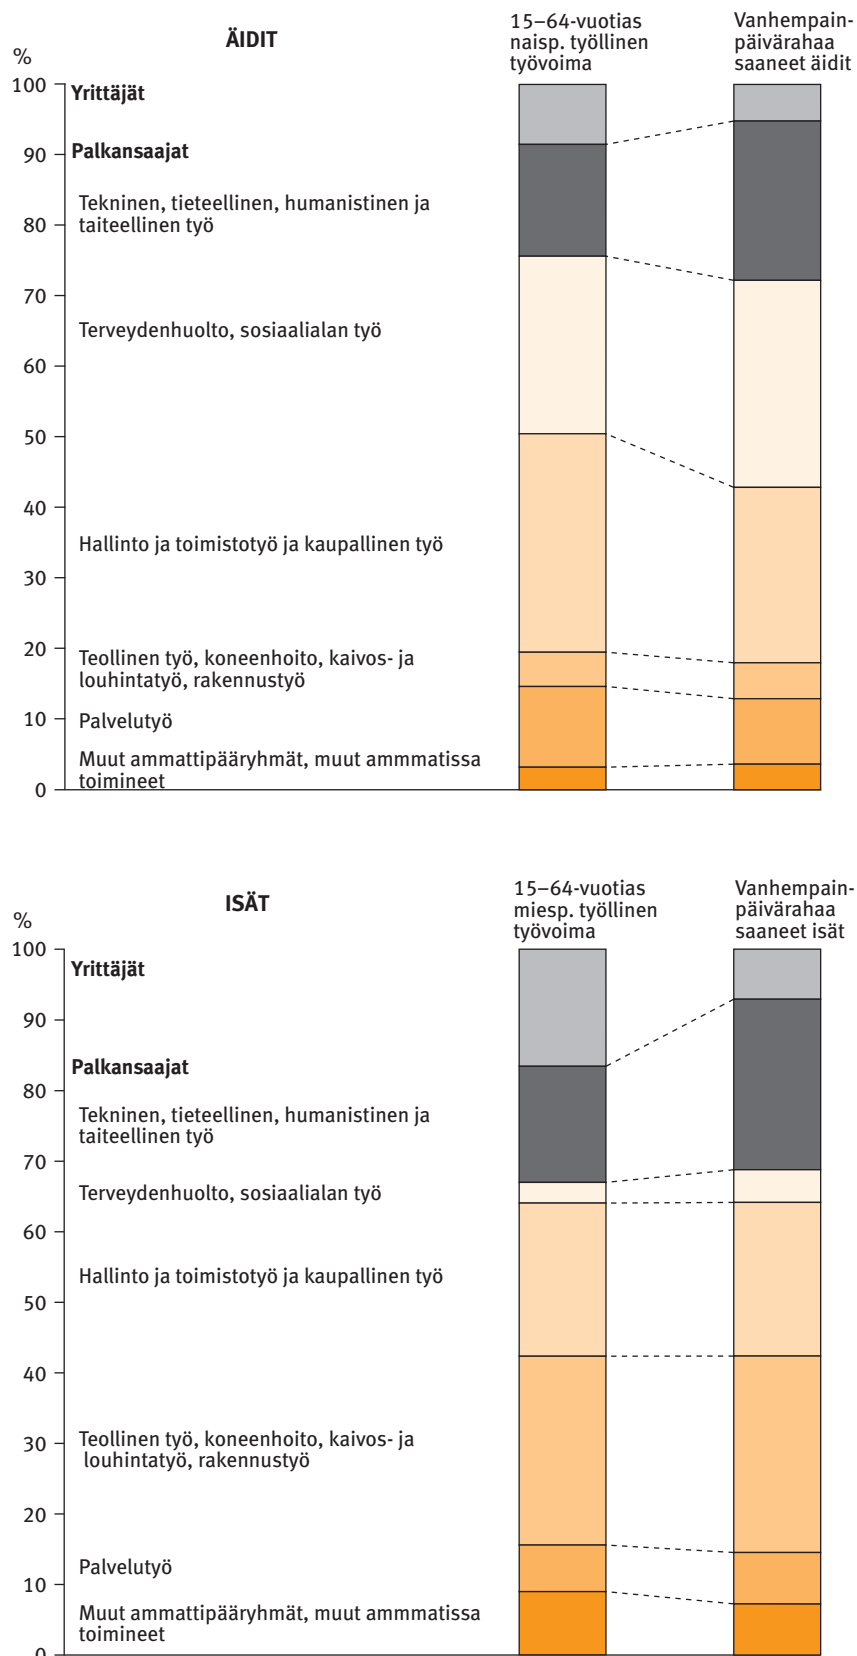 ÄIDIT
15–64-vuotias
naisp. työllinen
työvoima
Vanhempain-
päivärahaa
saaneet äidit
%
100
Yrittäjät
90
Palkansaajat
Tekninen, tieteellinen, humanistinen ja
taiteellinen työ
80
70
Terveydenhuolto, sosiaalialan työ
60
50
40
Hallinto ja toimistotyö ja kaupallinen työ
30
20
Teollinen työ, koneenhoito, kaivos- ja
louhintatyö, rakennustyö
10
Palvelutyö
Muut ammattipääryhmät, muut ammmatissa
toimineet
0
ISÄT
15–64-vuotias
miesp. työllinen
työvoima
Vanhempain-
päivärahaa
saaneet isät
%
100
Yrittäjät
90
80
Palkansaajat
Tekninen, tieteellinen, humanistinen ja
taiteellinen työ
70
Terveydenhuolto, sosiaalialan työ
60
Hallinto ja toimistotyö ja kaupallinen työ
50
40
30
Teollinen työ, koneenhoito, kaivos- ja
louhintatyö, rakennustyö
20
Palvelutyö
10
Muut ammattipääryhmät, muut ammmatissa
toimineet
0